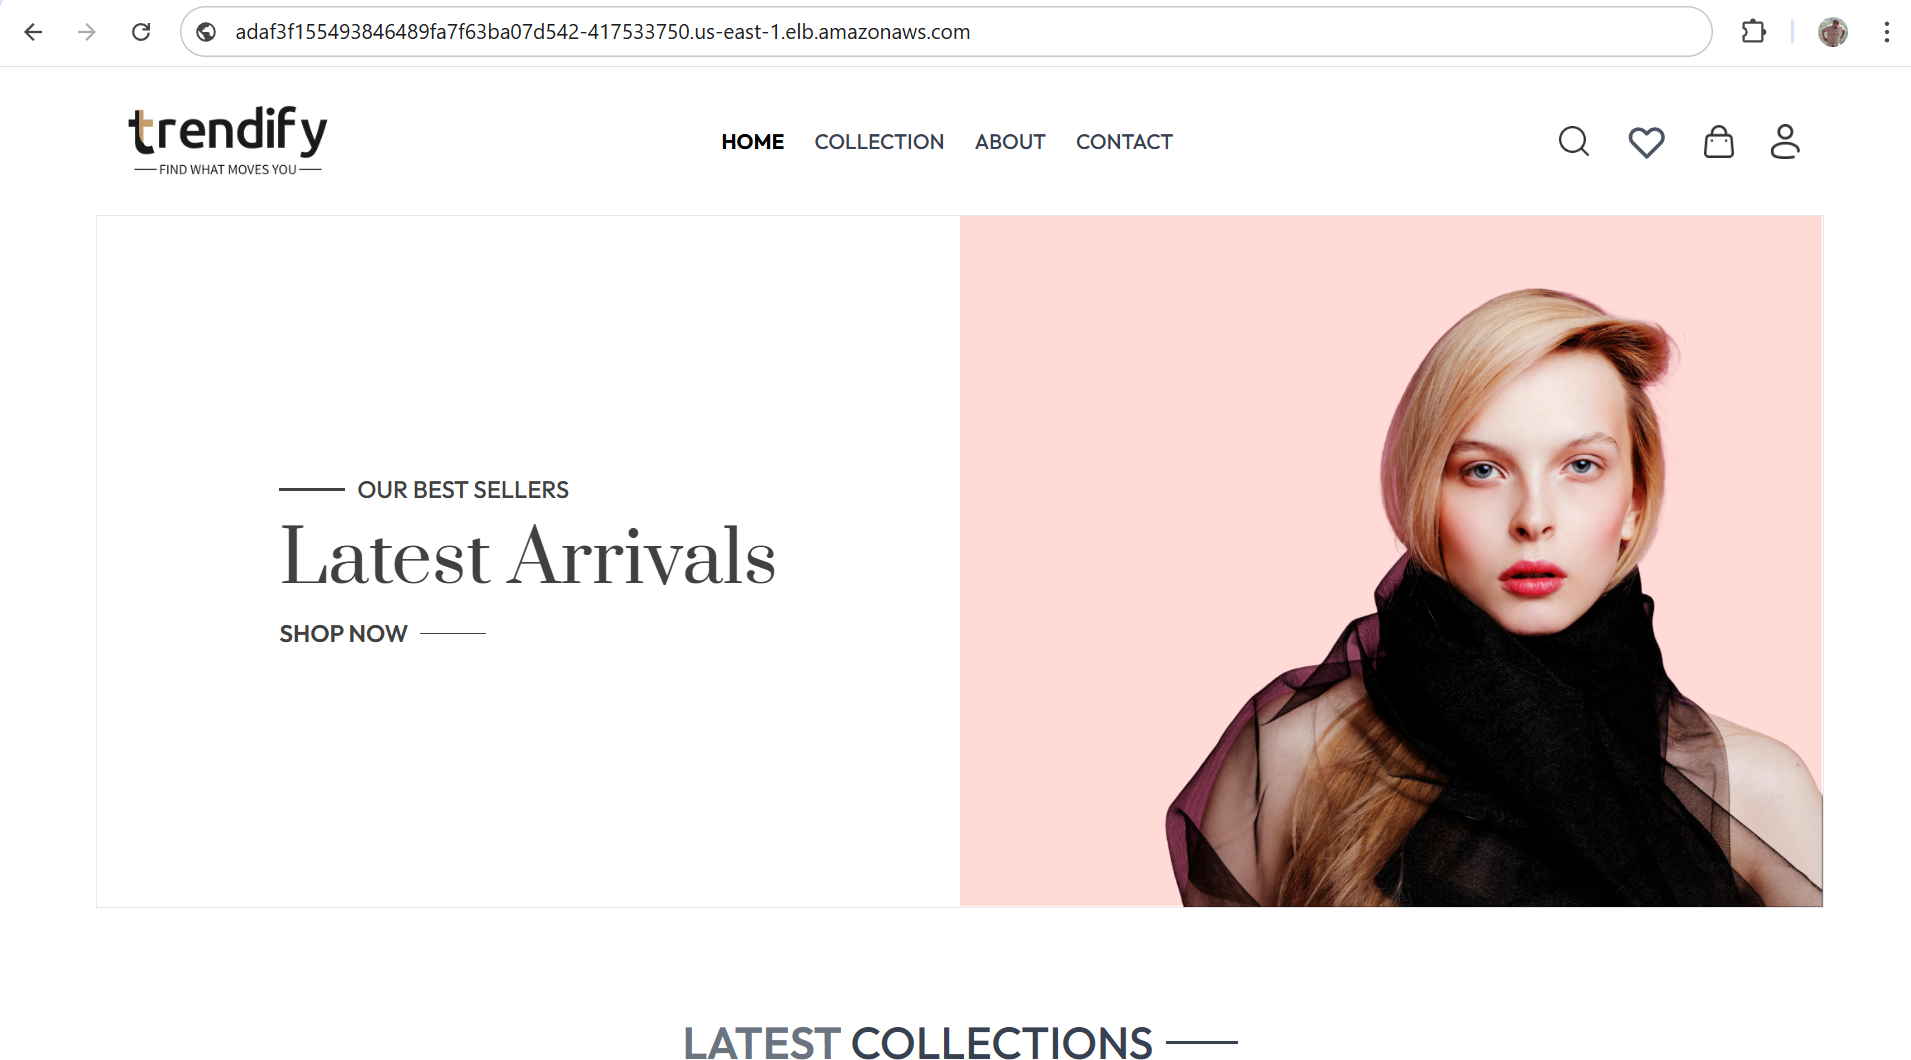 adaf3f155493846489fa7f63ba07d542-417533750.us-east-1.elb.amazonaws.com
trendify
FIND WHAT MOVES YOU
HOME COLLECTION ABOUT CONTACT
OUR BEST SELLERS
Latest Arrivals
SHOP NOW
LATEST COLLECTIONS